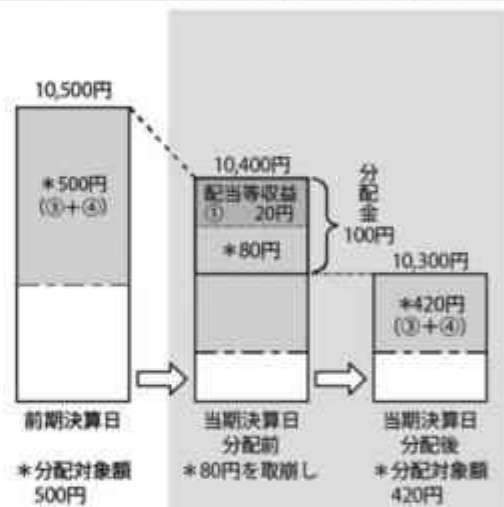 10,500円
＊500円
(③+④)
前期決算日
＊分配対象額
500円
10,400円
配当等収益
① 20円
＊80円
分配金
100円
当期決算日
分配前
＊80円を取崩し
10,300円
＊420円
(③+④)
当期決算日
分配後
＊分配対象額
420円